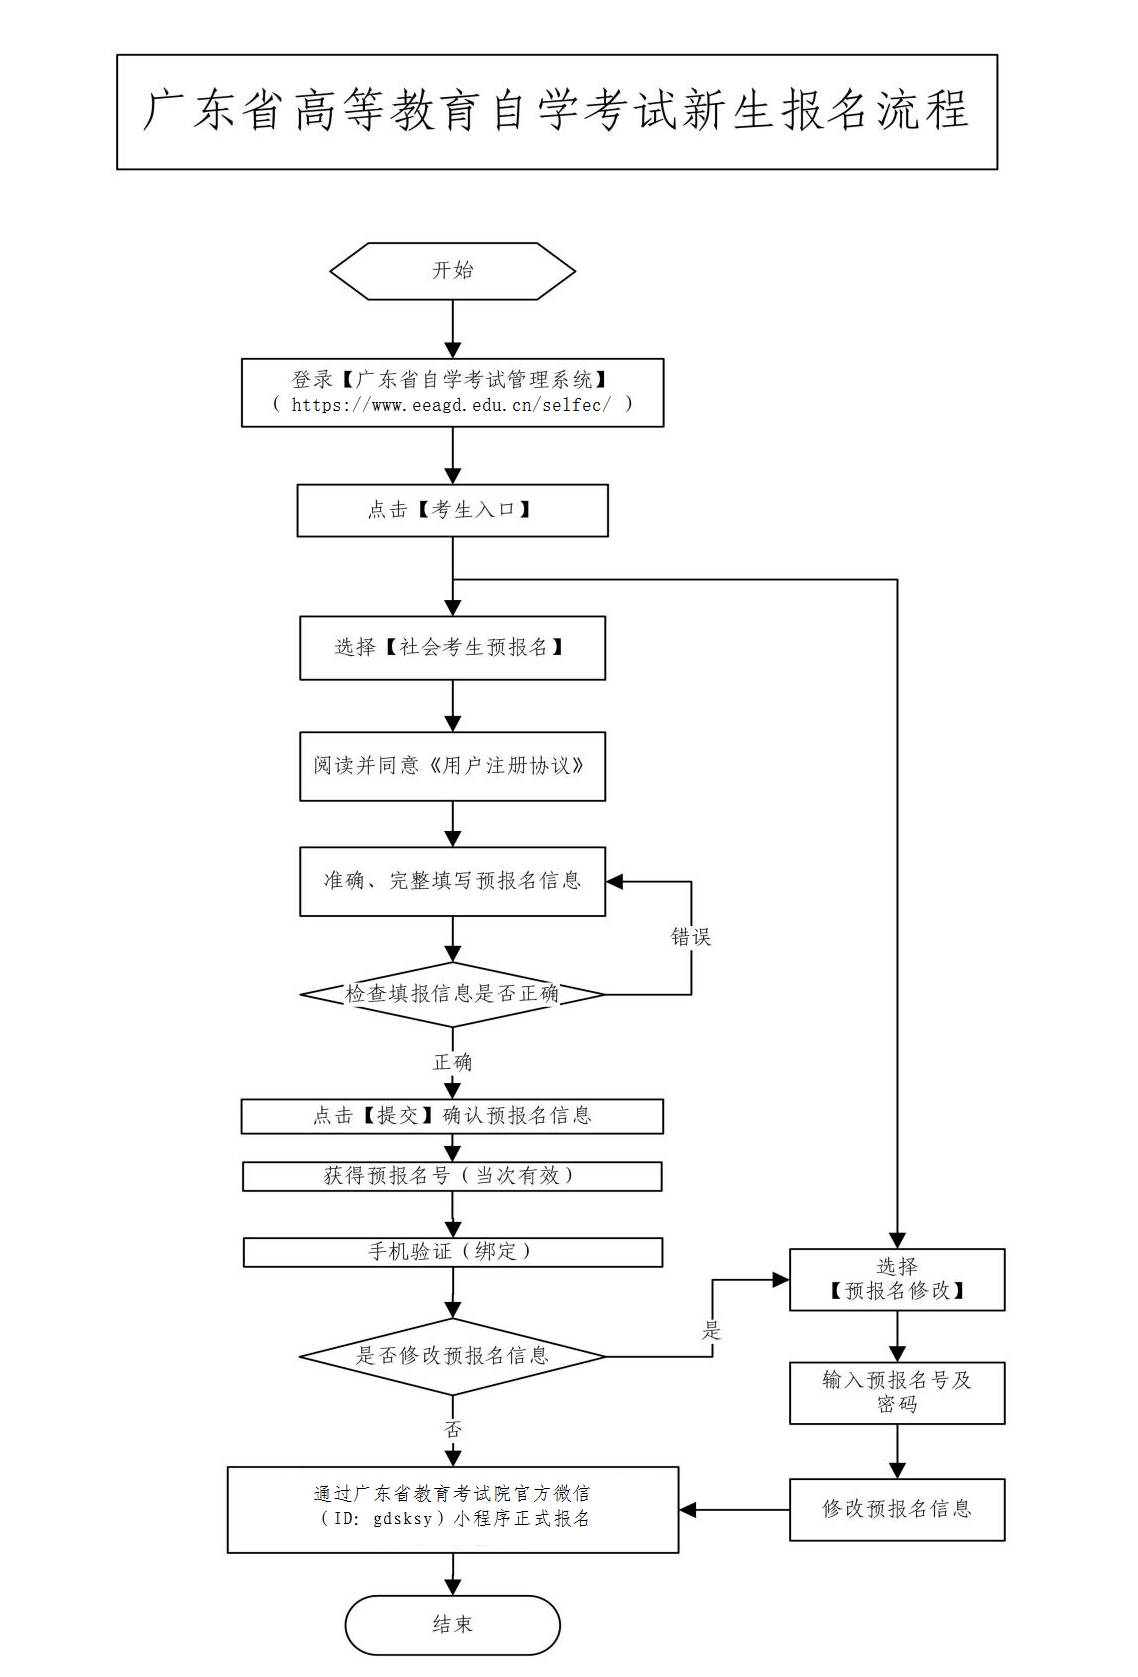 广东省高等教育自学考试新生报名流程
开始
登录【广东省自学考试管理系统】
（ https://www.eeagd.edu.cn/selfec/ ）
点击【考生入口】
选择【社会考生预报名】
阅读并同意《用户注册协议》
准确、完整填写预报名信息
错误
检查填报信息是否正确
正确
点击【提交】确认预报名信息
获得预报名号（当次有效）
手机验证（绑定）
选择
【预报名修改】
是
是否修改预报名信息
输入预报名号及
密码
否
通过广东省教育考试院官方微信
（ID: gdsksy）小程序正式报名
修改预报名信息
结束